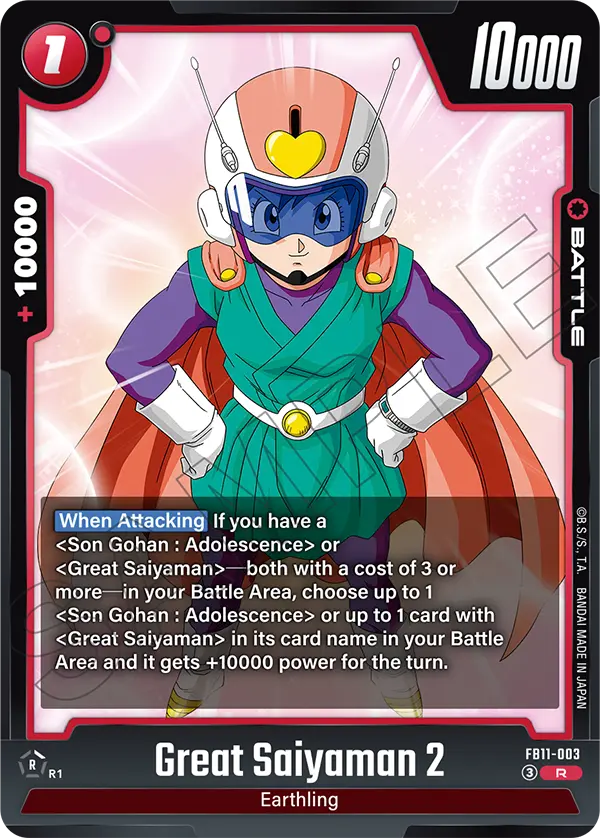 1
10000
+10000
BATTLE
SAMPLE
When Attacking If you have a
<Son Gohan : Adolescence> or
<Great Saiyaman>—both with a cost of 3 or
more—in your Battle Area, choose up to 1
<Son Gohan : Adolescence> or up to 1 card with
<Great Saiyaman> in its card name in your Battle
Area and it gets +10000 power for the turn.
©B.S./S., T.A. BANDAI MADE IN JAPAN
Great Saiyaman 2
FB11-003
R R1
3 R
Earthling